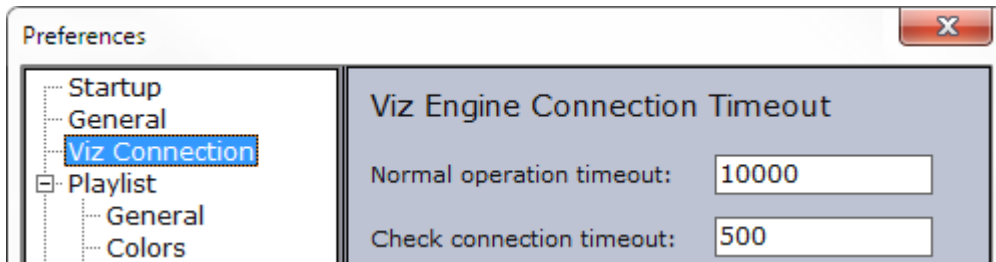 Preferences
Startup
General
Viz Connection
Playlist
General
Colors
Viz Engine Connection Timeout
Normal operation timeout: 10000
Check connection timeout: 500